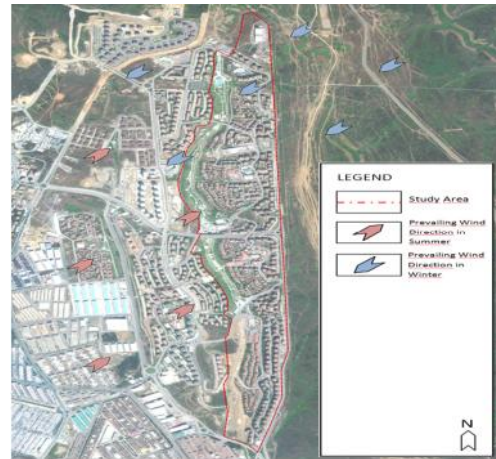 LEGEND
Study Area
Prevailing Wind
Direction in
Summer
Prevailing Wind
Direction in
Winter
N